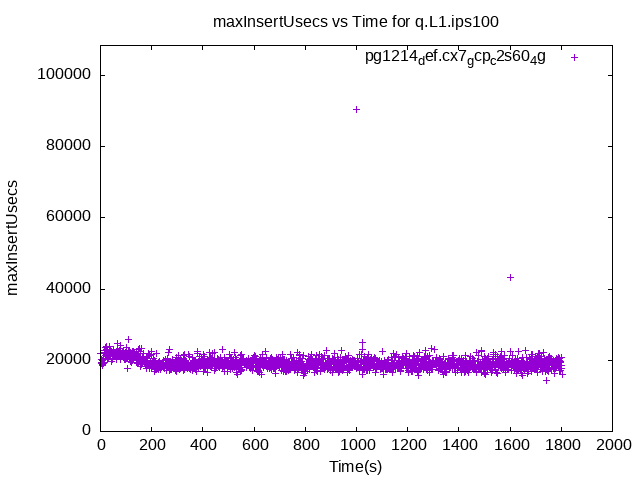 maxInsertUsecs vs Time for q.L1.ips100
pg1214_def.cx7_gcp_c2s60_4g
100000
80000
60000
40000
20000
0
maxInsertUsecs
0 200 400 600 800 1000 1200 1400 1600 1800 2000
Time(s)